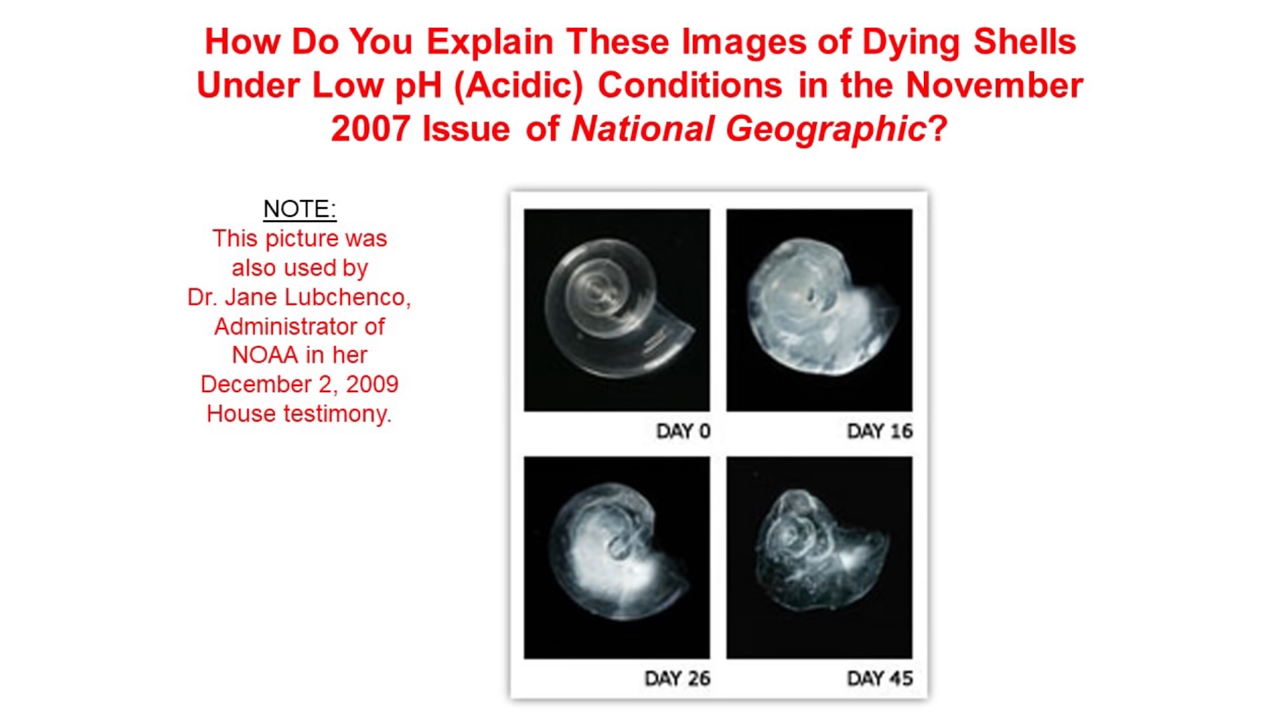 How Do You Explain These Images of Dying Shells
Under Low pH (Acidic) Conditions in the November
2007 Issue of National Geographic?
NOTE:
This picture was
also used by
Dr. Jane Lubchenco,
Administrator of
NOAA in her
December 2, 2009
House testimony.
DAY 0
DAY 16
DAY 26
DAY 45